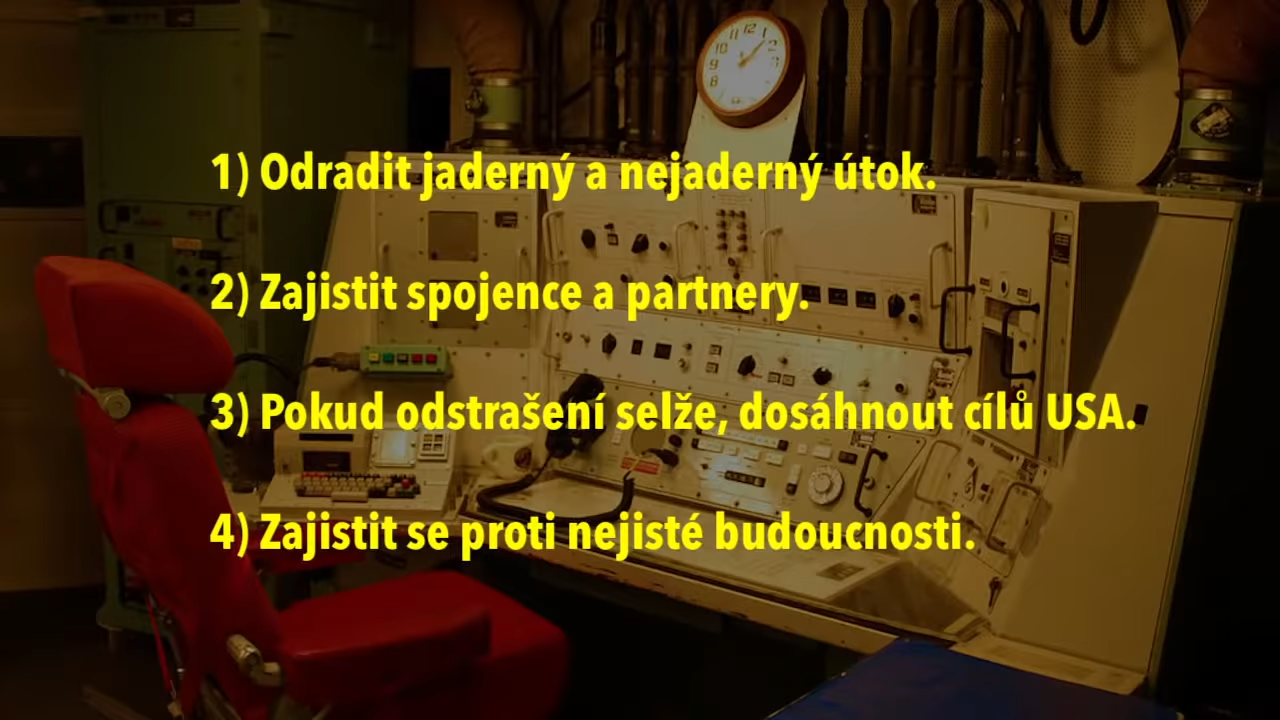 1) Odradit jaderný a nejaderný útok.
2) Zajistit spojence a partnery.
3) Pokud odstrašení selže, dosáhnout cílů USA.
4) Zajistit se proti nejisté budoucnosti.